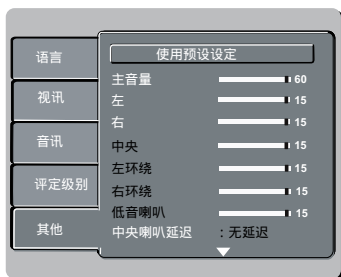 语言
视讯
音讯
评定级别
其他
使用预设设定
主音量 60
左 15
右 15
中央 15
左环绕 15
右环绕 15
低音喇叭 15
中央喇叭延迟 : 无延迟